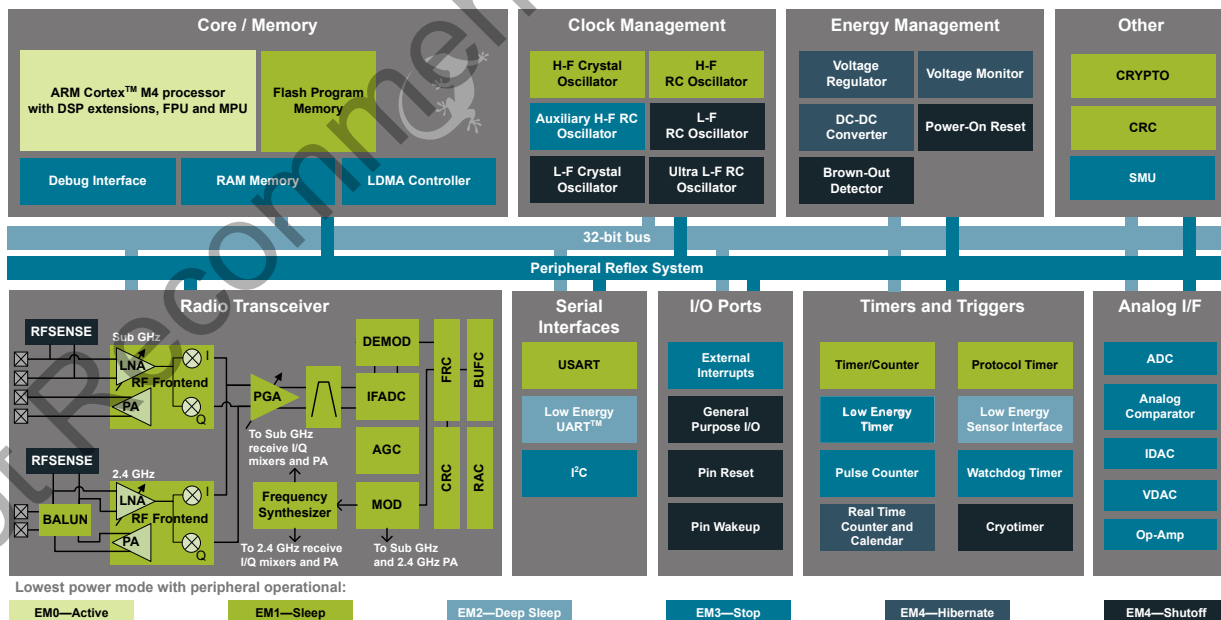 Core / Memory
ARM Cortex™ M4 processor
with DSP extensions, FPU and MPU
Flash Program
Memory
Debug Interface
RAM Memory
LDMA Controller
Clock Management
H-F Crystal
Oscillator
H-F
RC Oscillator
Auxiliary H-F RC
Oscillator
L-F
RC Oscillator
L-F Crystal
Oscillator
Ultra L-F RC
Oscillator
Energy Management
Voltage
Regulator
Voltage Monitor
DC-DC
Converter
Power-On Reset
Brown-Out
Detector
Other
CRYPTO
CRC
SMU
32-bit bus
Peripheral Reflex System
Radio Transceiver
RFSENSE
Sub GHz
LNA
RF Frontend
PA
I
Q
RFSENSE
2.4 GHz
LNA
RF Frontend
PA
I
Q
BALUN
PGA
To Sub GHz
receive I/Q
mixers and PA
Frequency
Synthesizer
To 2.4 GHz receive
I/Q mixers and PA
DEMOD
IFADC
AGC
MOD
To Sub GHz
and 2.4 GHz PA
FRC
BUFC
CRC
RAC
Serial
Interfaces
USART
Low Energy
UART™
I²C
I/O Ports
External
Interrupts
General
Purpose I/O
Pin Reset
Pin Wakeup
Timers and Triggers
Timer/Counter
Protocol Timer
Low Energy
Timer
Low Energy
Sensor Interface
Pulse Counter
Watchdog Timer
Real Time
Counter and
Calendar
Cryotimer
Analog I/F
ADC
Analog
Comparator
IDAC
VDAC
Op-Amp
Lowest power mode with peripheral operational:
EM0—Active
EM1—Sleep
EM2—Deep Sleep
EM3—Stop
EM4—Hibernate
EM4—Shutoff